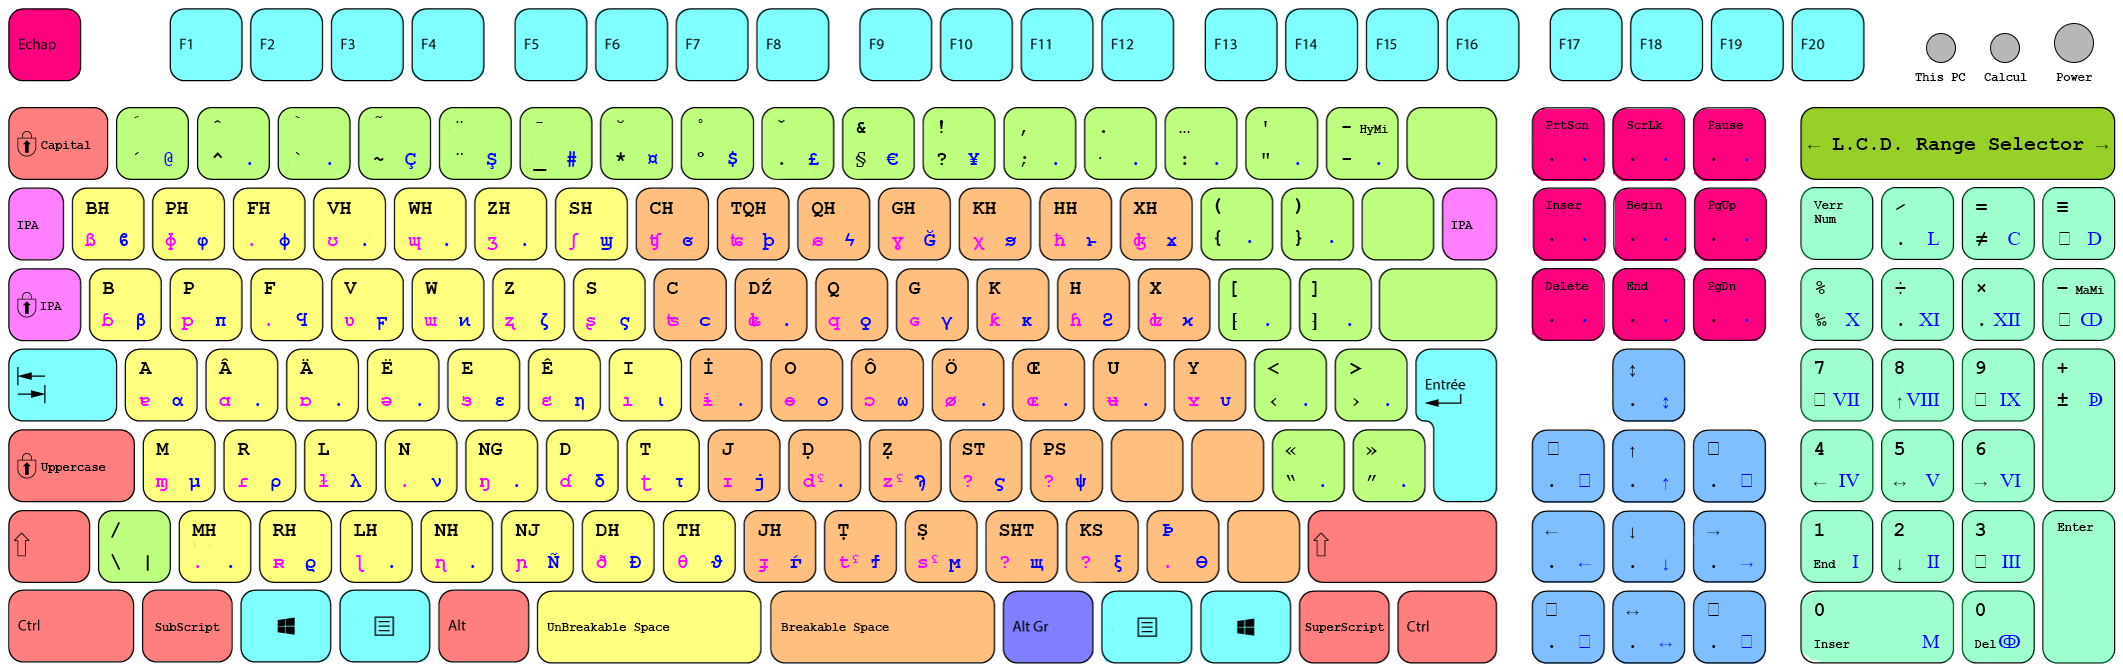 Echap F1 F2 F3 F4 F5 F6 F7 F8 F9 F10 F11 F12 F13 F14 F15 F16 F17 F18 F19 F20
This PC Calcul Power
& ! , . … ' - HyMi PrtScn ScrLk Pause
Capital @ ^ . ` . ~ Ç ¨ Ş _ # * ¤ ° $ . £ § € ? ¥ ; . · . : . " . - . ← L.C.D. Range Selector →
BH PH FH VH WH ZH SH CH TQH QH GH KH HH XH ( ) Inser Begin PgUp Verr = ≡
IPA { . } . IPA Num
ß . φ . ɸ ʊ . ɥ . ʒ . ʃ . L ≠ C D
B P F V W Z S C DŹ Q G K H X [ ] Delete End PgDn % ÷ × - MaMi
IPA β п ʋ ʐ ζ ʂ ς . ɢ γ [ . ] . ‰ X . XI . XII
A Â Ä Ë E Ê I İ O Ô Ö Œ U Y < > Entrée 7 8 9 +
ɐ α ɑ . ɒ . ə . ε η ɪ ι ɨ . ɵ o ɔ ω ø . ʉ . ‹ . › . VII ↑ VIII IX ±
M R L N NG D T J Ḍ Ẓ ST PS « » 4 5 6
Uppercase ɱ μ ɾ ρ ɫ λ . ν ŋ . ɗ δ ʈ τ ɪ j dˤ . zˤ ? ς ? ψ “ . ” . ← IV ↔ V → VI
/ MH RH LH NH NJ DH TH JH Ṭ Ṣ SHT KS Þ 1 2 3 Enter
\ | . . ʀ ϱ ɭ . ɳ . ɲ Ñ ð Đ θ ϑ ɟ ŕ tˤ sˤ ? щ ? ξ . ɵ End I ↓ II III
Ctrl SubScript Alt UnBreakable Space Breakable Space Alt Gr SuperScript Ctrl 0 0
Inser M Del